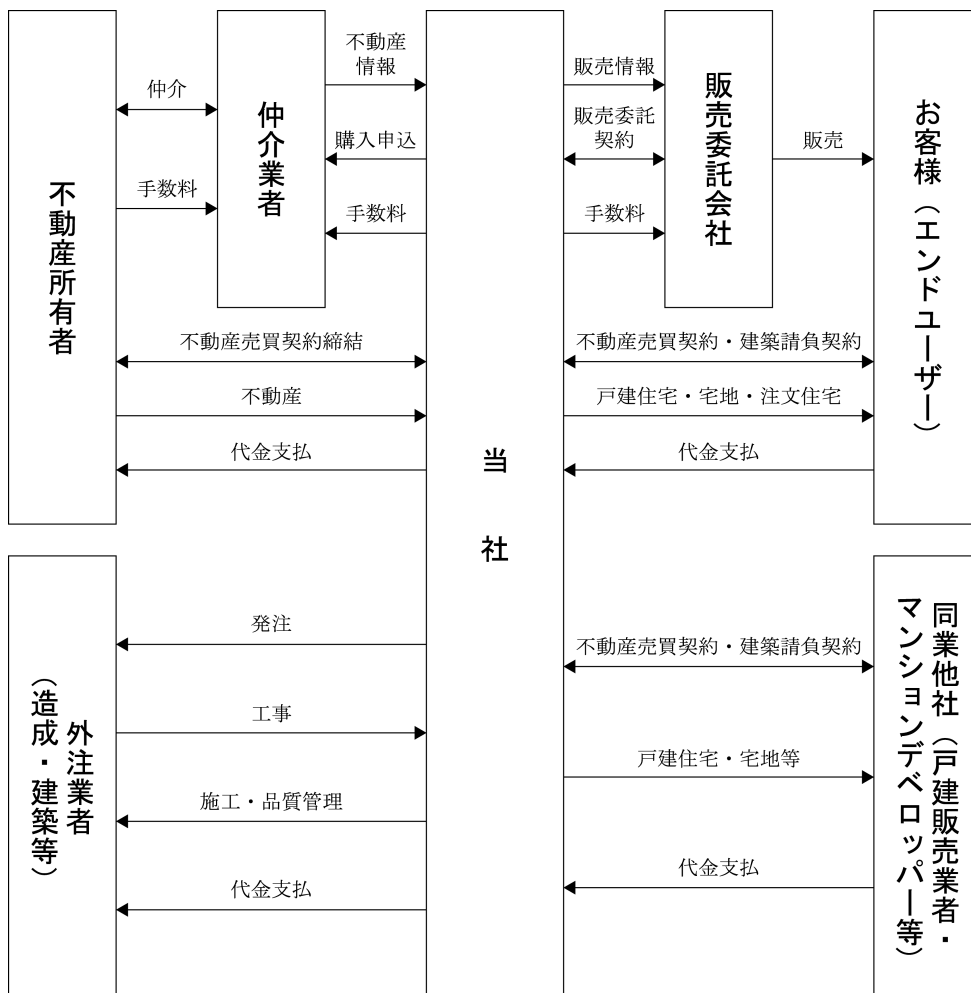 不動産所有者
仲介
手数料
仲介業者
不動産
情報
購入申込
手数料
不動産売買契約締結
不動産
代金支払
当社
販売情報
販売委託
契約
手数料
販売委託会社
販売
お客様（エンドユーザー）
不動産売買契約・建築請負契約
戸建住宅・宅地・注文住宅
代金支払
外注業者
（造成・建築等）
発注
工事
施工・品質管理
代金支払
不動産売買契約・建築請負契約
戸建住宅・宅地等
代金支払
同業他社（戸建販売業者・
マンションデベロッパー等）